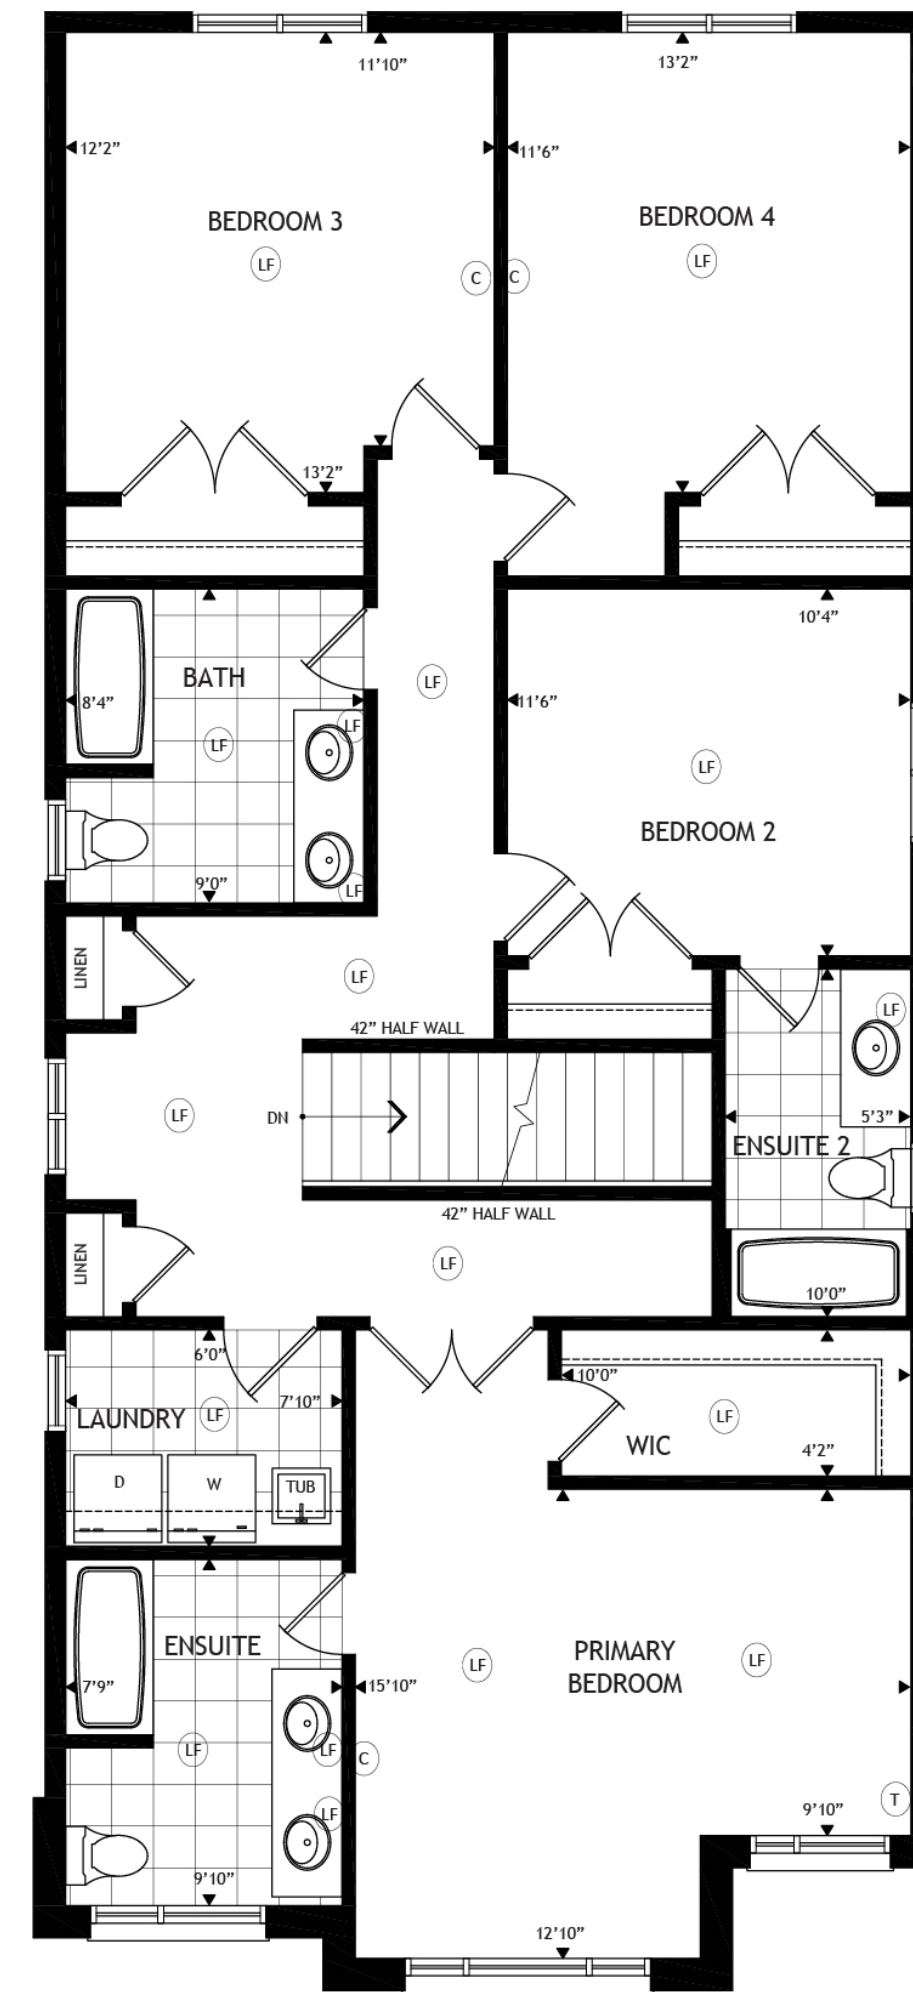 11’10”
13’2”
12’2”
11’6”
BEDROOM 3
BEDROOM 4
LF
LF
C
C
13’2”
10’4”
BATH
LF
8’4”
11’6”
LF
LF
LF
BEDROOM 2
9’0”
LF
LINEN
LF
LF
42” HALF WALL
LF
DN
5’3”
ENSUITE 2
42” HALF WALL
LINEN
LF
10’0”
6’0”
10’0”
7’10”
LAUNDRY
LF
LF
WIC
4’2”
D
W
TUB
ENSUITE
PRIMARY
BEDROOM
LF
LF
7’9”
15’10”
LF
LF
C
T
LF
9’10”
9’10”
12’10”